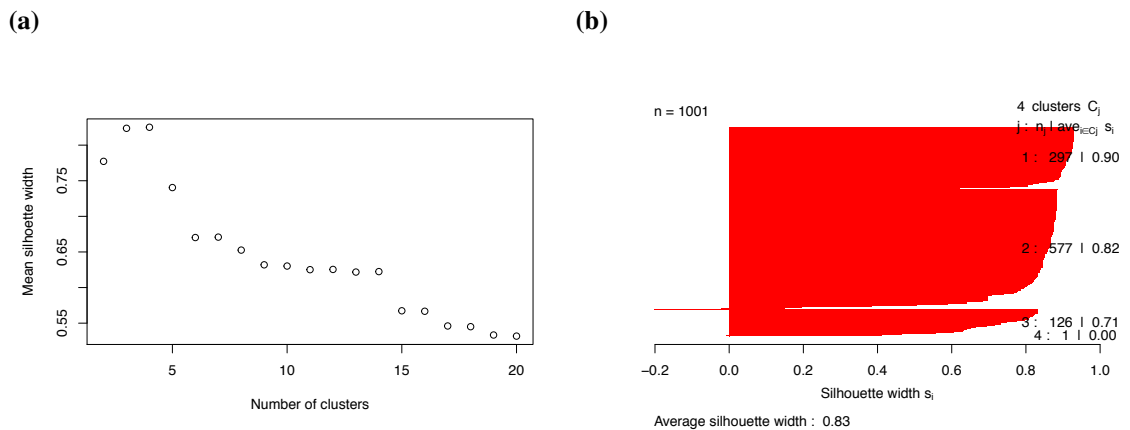 (a)
Mean silhoette width
0.55
0.65
0.75
5
10
15
20
Number of clusters
(b)
n = 1001
4 clusters Cj
j : nj | avei∈Cj si
1 : 297 | 0.90
2 : 577 | 0.82
3 : 126 | 0.71
4 : 1 | 0.00
−0.2
0.0
0.2
0.4
0.6
0.8
1.0
Silhouette width si
Average silhouette width : 0.83